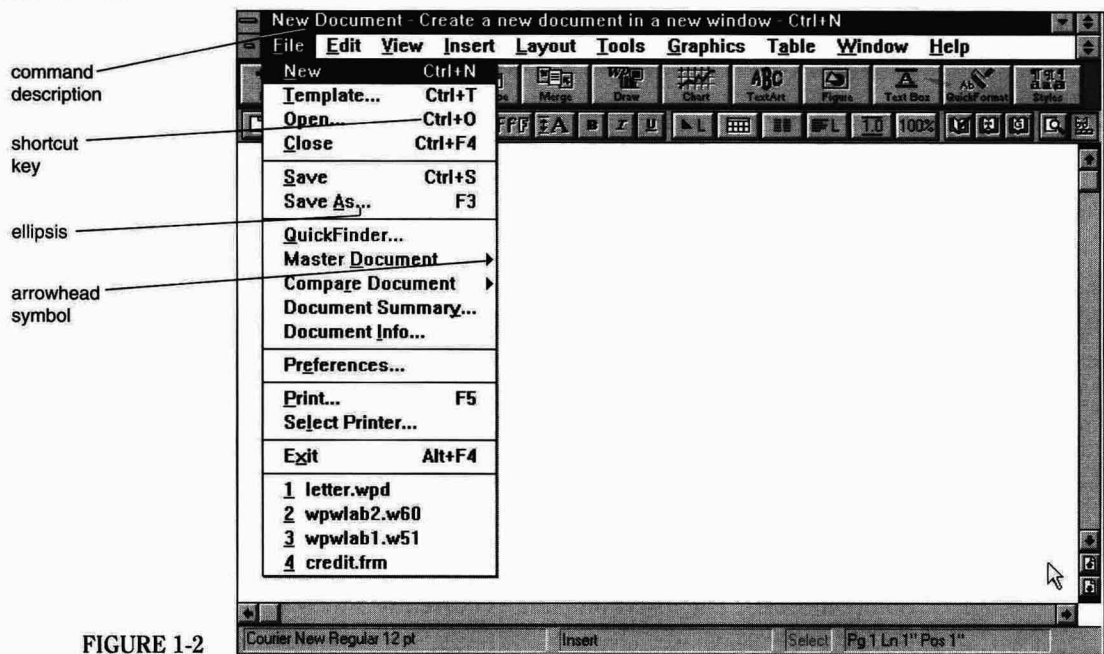 New Document - Create a new document in a new window - Ctrl+N
File Edit View Insert Layout Tools Graphics Table Window Help
command
description
shortcut
key
ellipsis
arrowhead
symbol
New Ctrl+N
Template... Ctrl+T
Open... Ctrl+O
Close Ctrl+F4
Save Ctrl+S
Save As... F3
QuickFinder...
Master Document
Compare Document
Document Summary...
Document Info...
Preferences...
Print... F5
Select Printer...
Exit Alt+F4
1 letter.wpd
2 wpwlab2.w60
3 wpwlab1.w51
4 credit.frm
Merge Draw Chart TextArt Figure Text Box QuickFormat Styles
B I U L L 1.0 100%
Courier New Regular 12 pt Insert Select Pg 1 Ln 1" Pos 1"
FIGURE 1-2